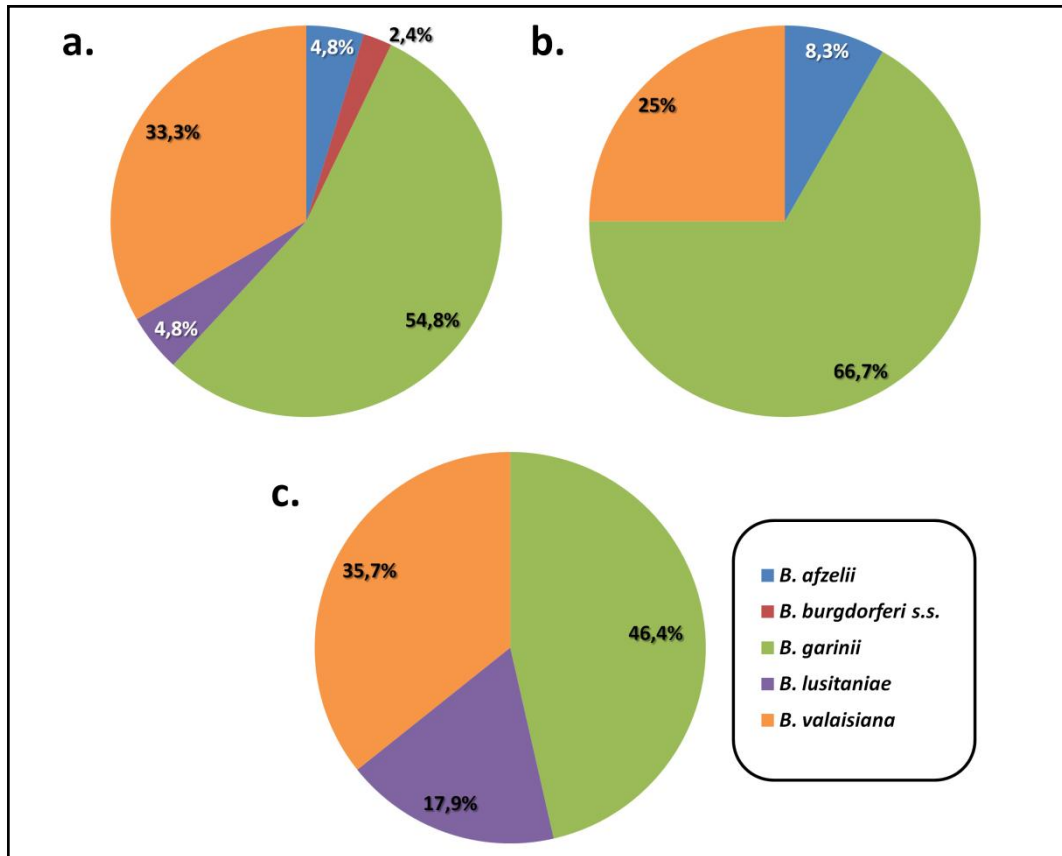 a.
4,8%
2,4%
33,3%
4,8%
54,8%
b.
8,3%
25%
66,7%
c.
35,7%
46,4%
17,9%
B. afzelii
B. burgdorferi s.s.
B. garinii
B. lusitaniae
B. valaisiana